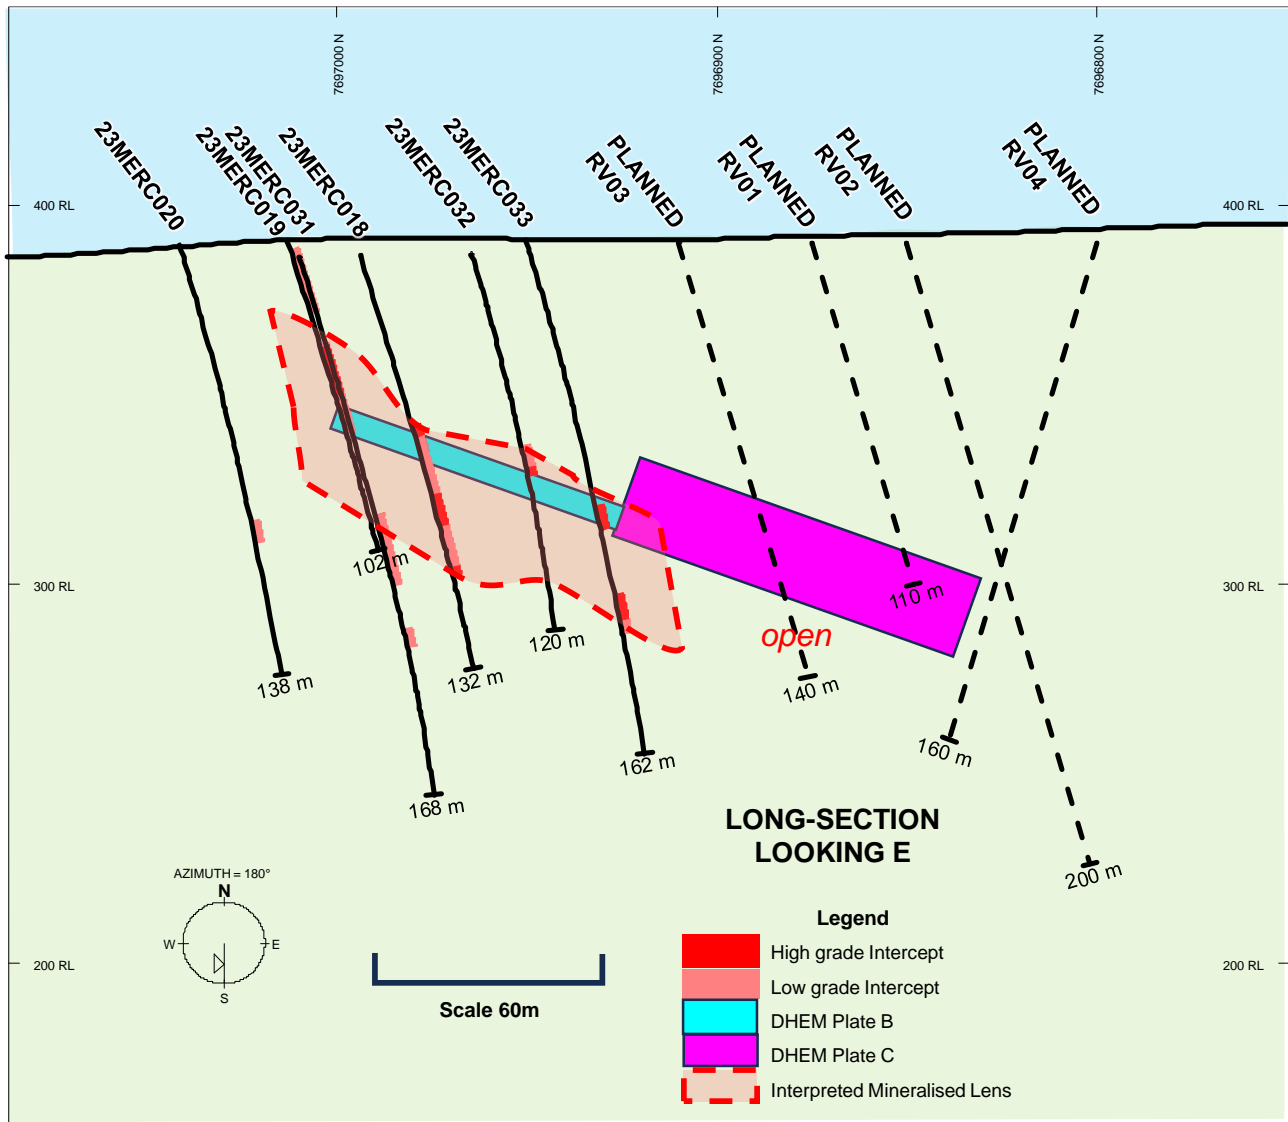 7697000 N
7696900 N
7696800 N
23MERC020
23MERC019
23MERC031
23MERC018
23MERC032
23MERC033
PLANNED
RV03
PLANNED
RV01
PLANNED
RV02
PLANNED
RV04
400 RL
400 RL
300 RL
300 RL
102 m
110 m
120 m
open
138 m
132 m
140 m
162 m
160 m
168 m
200 m
LONG-SECTION
LOOKING E
AZIMUTH = 180°
N
W
E
S
200 RL
200 RL
Scale 60m
Legend
High grade Intercept
Low grade Intercept
DHEM Plate B
DHEM Plate C
Interpreted Mineralised Lens